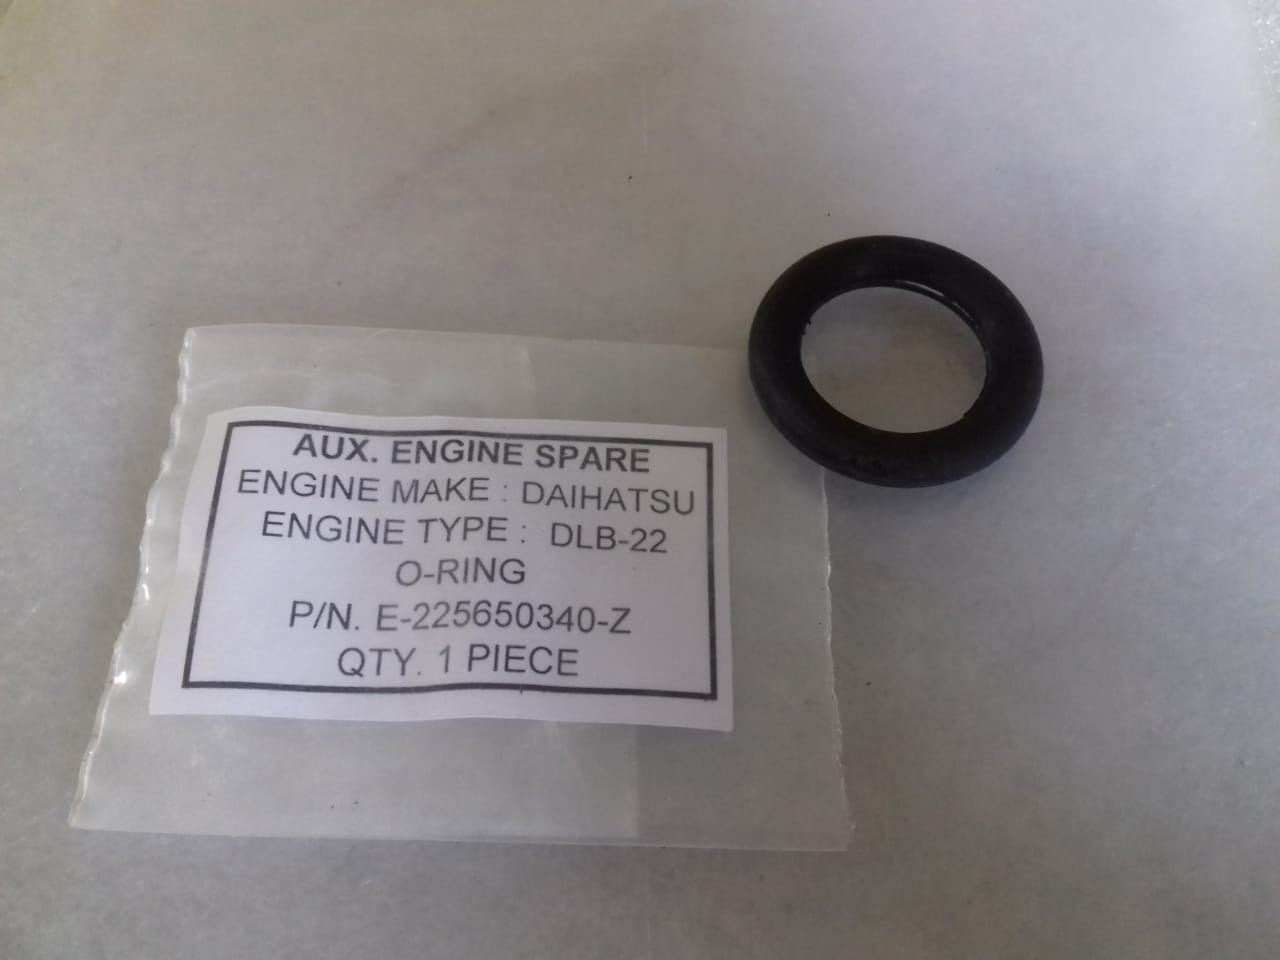 AUX. ENGINE SPARE
ENGINE MAKE : DAIHATSU
ENGINE TYPE : DLB-22
O-RING
P/N. E-225650340-Z
QTY. 1 PIECE